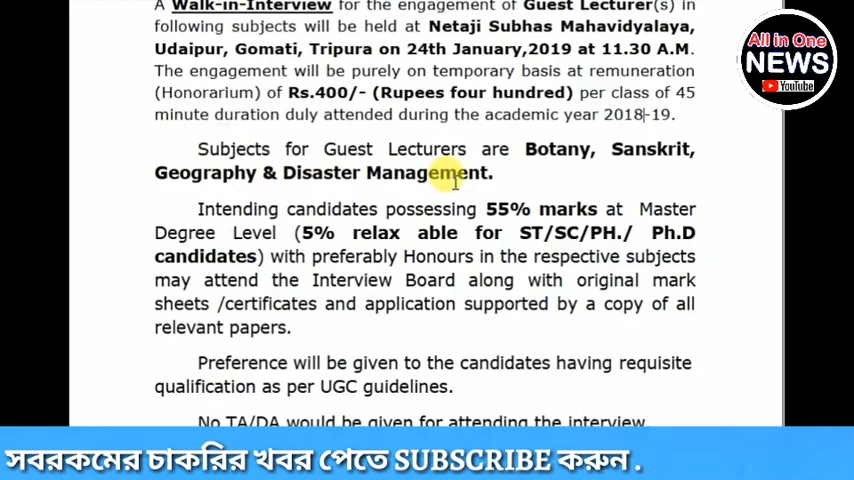 A Walk-in-Interview for the engagement of Guest Lecturer(s) in
following subjects will be held at Netaji Subhas Mahavidyalaya,
Udaipur, Gomati, Tripura on 24th January,2019 at 11.30 A.M.
The engagement will be purely on temporary basis at remuneration
(Honorarium) of Rs.400/- (Rupees four hundred) per class of 45
minute duration duly attended during the academic year 2018-19.
Subjects for Guest Lecturers are Botany, Sanskrit,
Geography & Disaster Management.
Intending candidates possessing 55% marks at Master
Degree Level (5% relax able for ST/SC/PH./ Ph.D
candidates) with preferably Honours in the respective subjects
may attend the Interview Board along with original mark
sheets /certificates and application supported by a copy of all
relevant papers.
Preference will be given to the candidates having requisite
qualification as per UGC guidelines.
No TA/DA would be given for attending the interview.
All in One
NEWS
YouTube
সবরকমের চাকরির খবর পেতে SUBSCRIBE করুন .